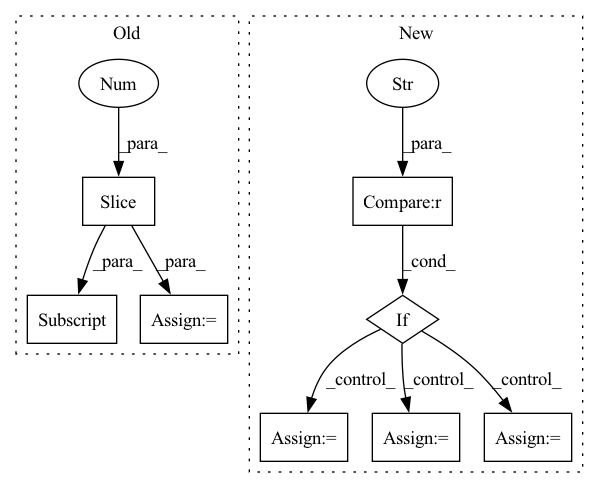 Old
New
Num
Str
_para_
_para_
Slice
Compare:r
_para_
_para_
_cond_
Subscript
Assign:=
If
_control_
_control_
_control_
Assign:=
Assign:=
Assign:=